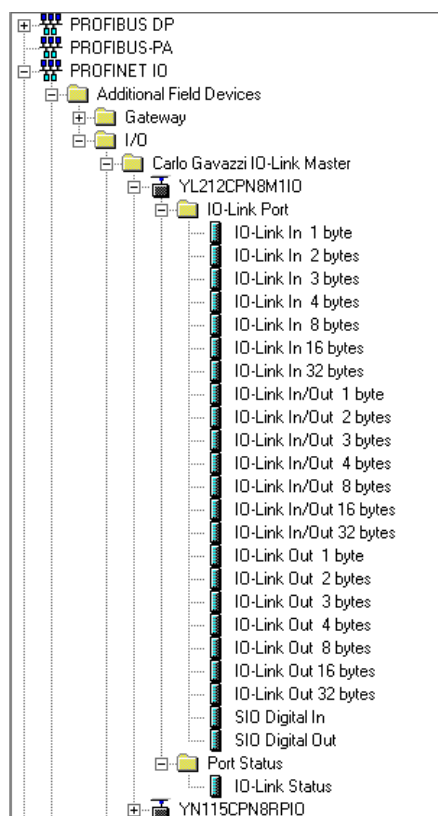 PROFIBUS DP
PROFIBUS-PA
PROFINET IO
Additional Field Devices
Gateway
I/O
Carlo Gavazzi IO-Link Master
YL212CPN8M1IO
IO-Link Port
IO-Link In  1 byte
IO-Link In  2 bytes
IO-Link In  3 bytes
IO-Link In  4 bytes
IO-Link In  8 bytes
IO-Link In 16 bytes
IO-Link In 32 bytes
IO-Link In/Out  1 byte
IO-Link In/Out  2 bytes
IO-Link In/Out  3 bytes
IO-Link In/Out  4 bytes
IO-Link In/Out  8 bytes
IO-Link In/Out 16 bytes
IO-Link In/Out 32 bytes
IO-Link Out  1 byte
IO-Link Out  2 bytes
IO-Link Out  3 bytes
IO-Link Out  4 bytes
IO-Link Out  8 bytes
IO-Link Out 16 bytes
IO-Link Out 32 bytes
SIO Digital In
SIO Digital Out
Port Status
IO-Link Status
YN115CPN8RPIO